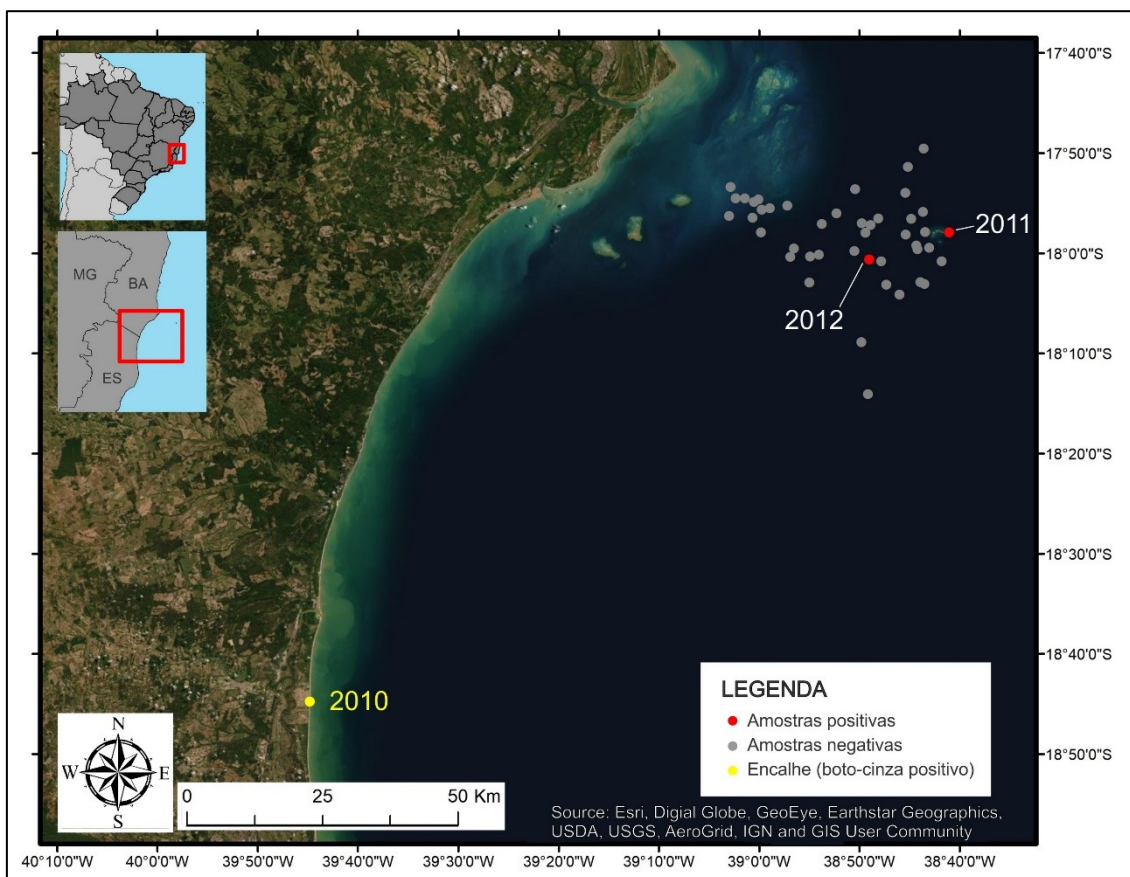 MG
BA
ES
17°40'0"S
17°50'0"S
18°0'0"S
18°10'0"S
18°20'0"S
18°30'0"S
18°40'0"S
18°50'0"S
2011
2012
2010
LEGENDA
Amostras positivas
Amostras negativas
Encalhe (boto-cinza positivo)
N
W E
S
0 25 50 Km
Source: Esri, Digial Globe, GeoEye, Earthstar Geographics,
USDA, USGS, AeroGrid, IGN and GIS User Community
40°10'0"W 40°0'0"W 39°50'0"W 39°40'0"W 39°30'0"W 39°20'0"W 39°10'0"W 39°0'0"W 38°50'0"W 38°40'0"W